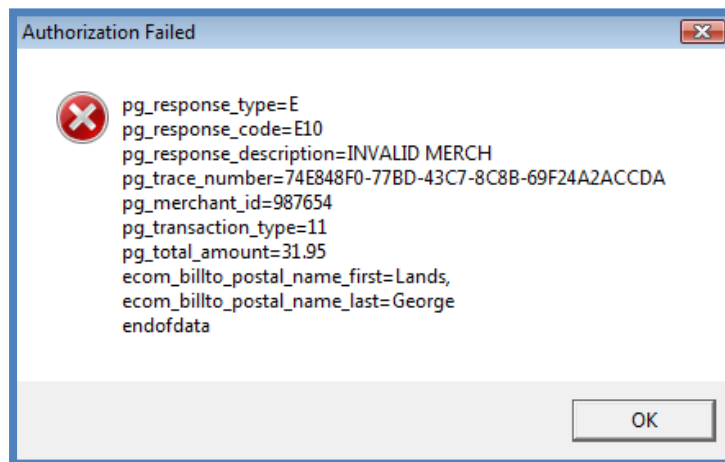 Authorization Failed
pg_response_type=E
pg_response_code=E10
pg_response_description=INVALID MERCH
pg_trace_number=74E848F0-77BD-43C7-8C8B-69F24A2ACCDA
pg_merchant_id=987654
pg_transaction_type=11
pg_total_amount=31.95
ecom_billto_postal_name_first=Lands,
ecom_billto_postal_name_last=George
endofdata
OK